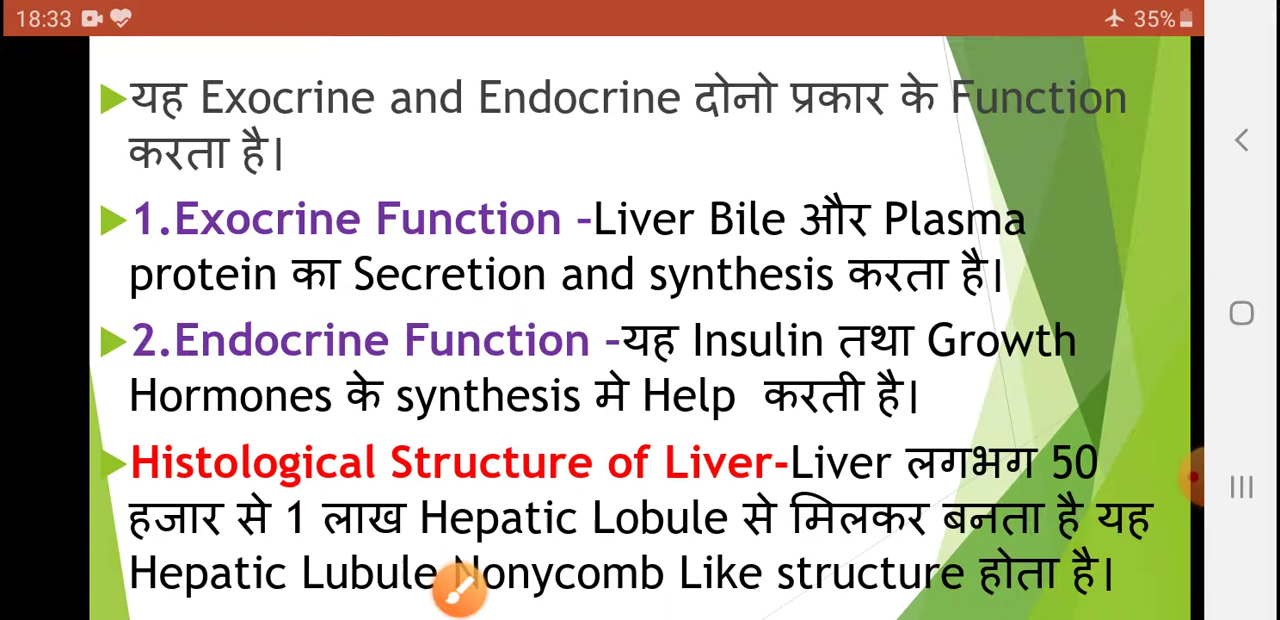 18:33
35%
यह Exocrine and Endocrine दोनो प्रकार के Function
करता है।
1.Exocrine Function –Liver Bile और Plasma
protein का Secretion and synthesis करता है।
2.Endocrine Function –यह Insulin तथा Growth
Hormones के synthesis मे Help करती है।
Histological Structure of Liver-Liver लगभग 50
हजार से 1 लाख Hepatic Lobule से मिलकर बनता है यह
Hepatic Lubule Nonycomb Like structure होता है।